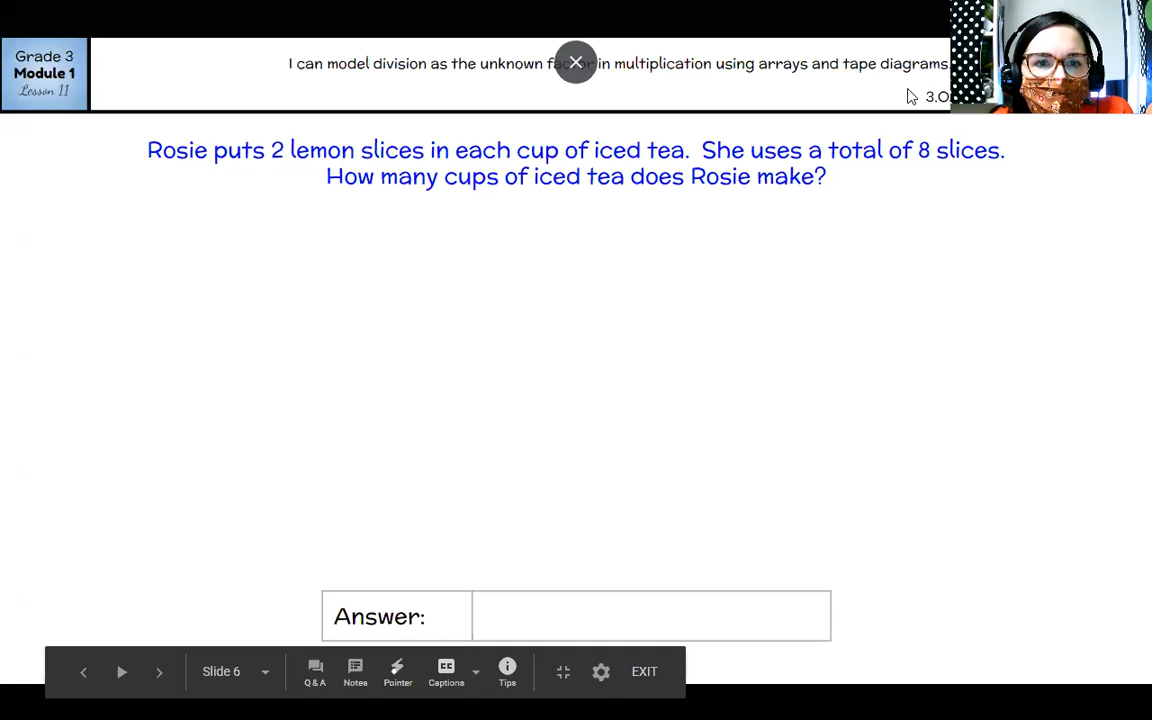 Grade 3
Module 1
Lesson 11
I can model division as the unknown factor in multiplication using arrays and tape diagrams.
3.O
Rosie puts 2 lemon slices in each cup of iced tea. She uses a total of 8 slices.
How many cups of iced tea does Rosie make?
Answer:
Slide 6
Q & A
Notes
Pointer
CC
Captions
Tips
EXIT